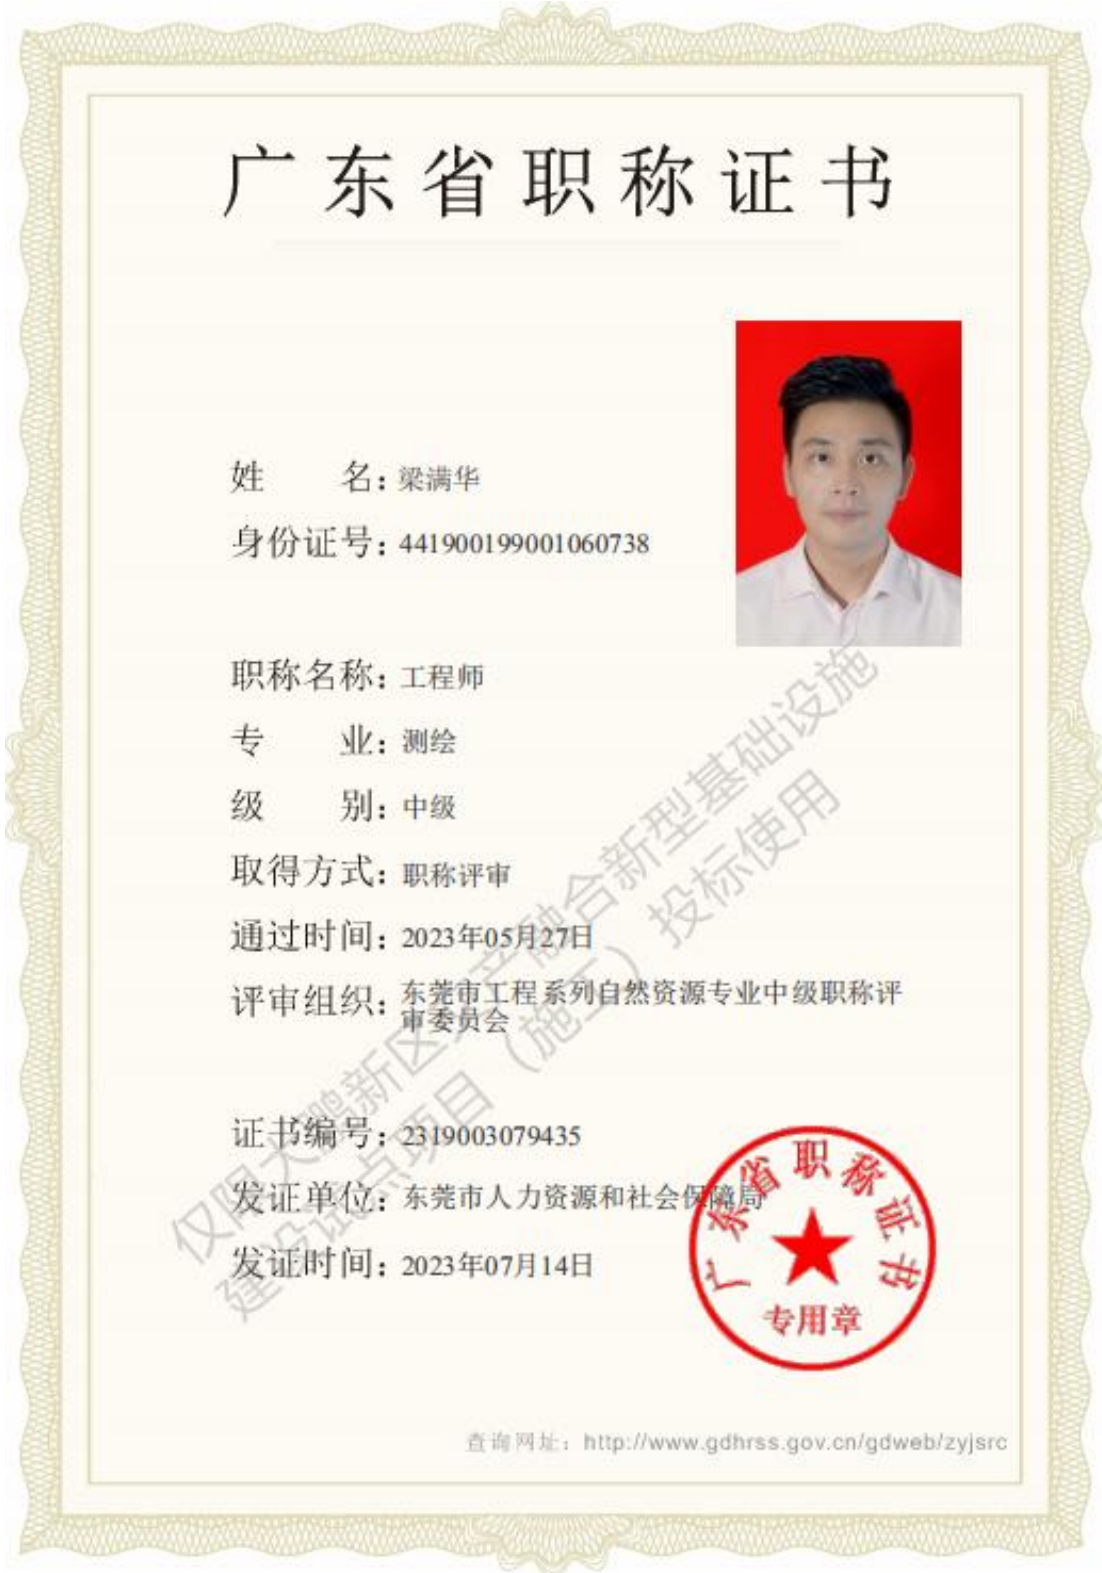 广东省职称证书
姓 名：梁满华
身份证号：441900199001060738
职称名称：工程师
专 业：测绘
级 别：中级
取得方式：职称评审
通过时间：2023年05月27日
评审组织：东莞市工程系列自然资源专业中级职称评
审委员会
证书编号：2319003079435
发证单位：东莞市人力资源和社会保障局
发证时间：2023年07月14日
广东省职称证书
专用章
仅限大鹏新区产融合新型基础设施
建设试点项目（施工）投标使用
查询网址：http://www.gdhrss.gov.cn/gdweb/zyjsrc